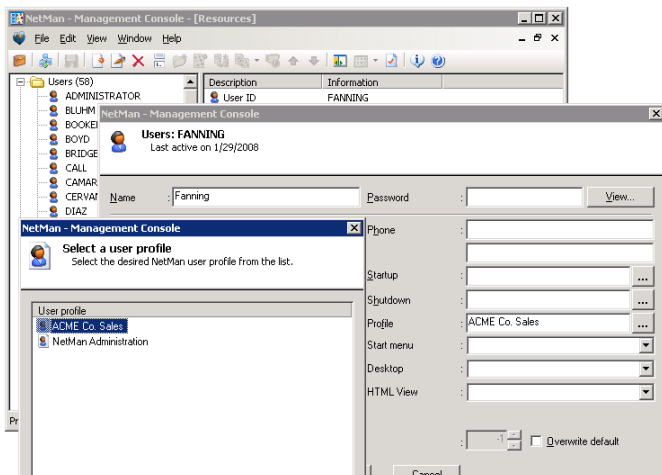 NetMan - Management Console - [Resources]
File Edit View Window Help
Users (58)
Description Information
ADMINISTRATOR
User ID FANNING
BLUHM
NetMan - Management Console
BOYD
Users: FANNING
BRIDGE
Last active on 1/29/2008
CALL
CAMAR
CERVAN
Name : Fanning
Password :
View...
DIAZ
NetMan - Management Console
Select a user profile
Select the desired NetMan user profile from the list.
User profile
ACME Co. Sales
NetMan Administration
Phone :
Startup : ...
Shutdown : ...
Profile : ACME Co. Sales ...
Start menu :
Desktop :
HTML View :
: -1 Overwrite default
Pr
Cancel